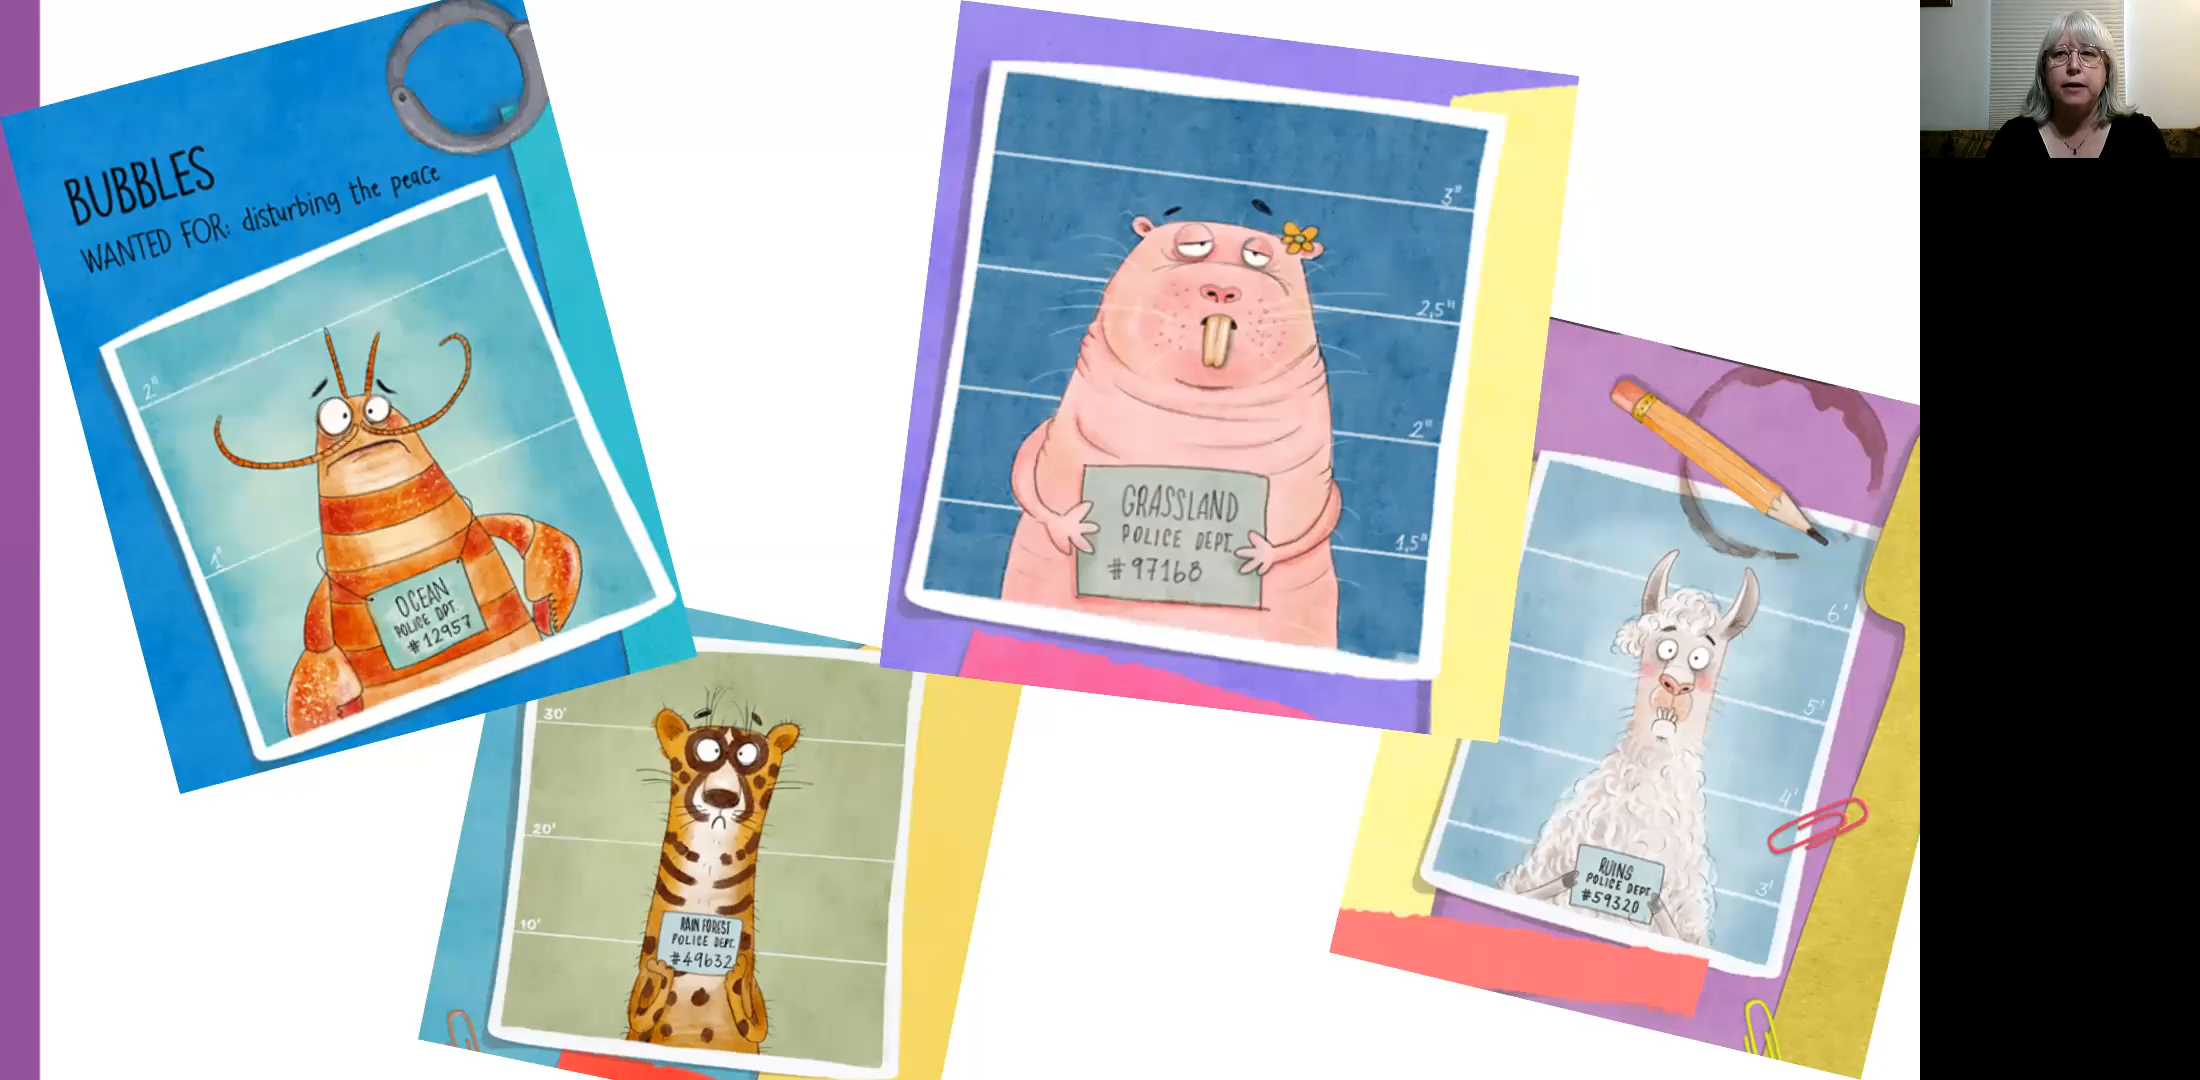 BUBBLES
WANTED FOR: disturbing the peace
2"
1"
OCEAN
POLICE DPT.
#12957
3"
2,5"
2"
1,5"
GRASSLAND
POLICE DEPT.
#97168
30'
20'
10'
RAIN FOREST
POLICE DEPT.
#49632
6'
5'
4'
3'
RUINS
POLICE DEPT.
#59320